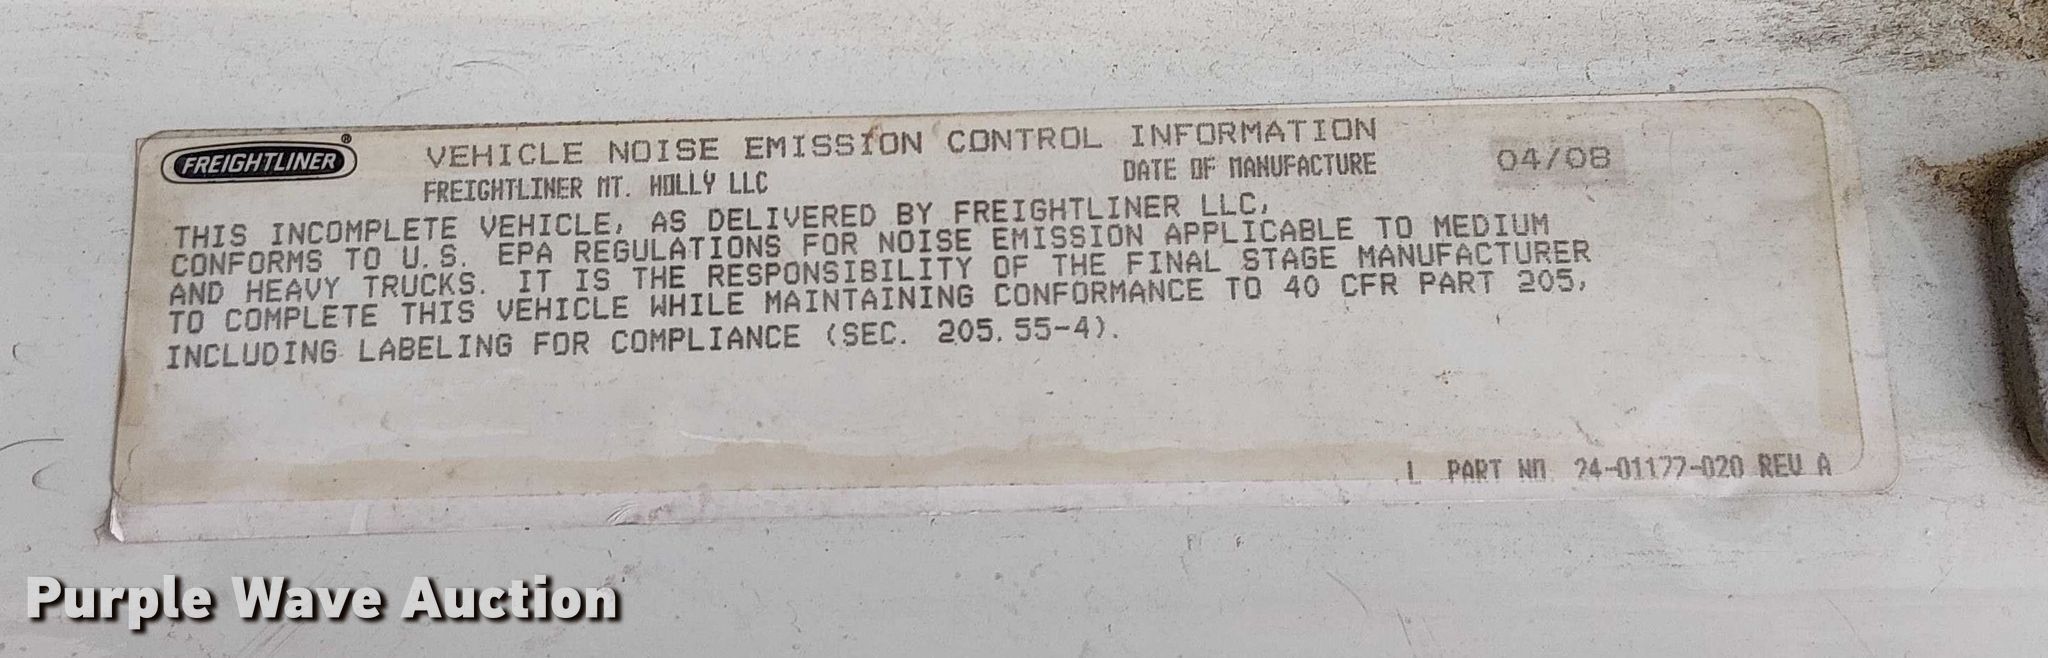 FREIGHTLINER®
VEHICLE NOISE EMISSION CONTROL INFORMATION
FREIGHTLINER MT. HOLLY LLC DATE OF MANUFACTURE 04/08
THIS INCOMPLETE VEHICLE, AS DELIVERED BY FREIGHTLINER LLC,
CONFORMS TO U.S. EPA REGULATIONS FOR NOISE EMISSION APPLICABLE TO MEDIUM
AND HEAVY TRUCKS. IT IS THE RESPONSIBILITY OF THE FINAL STAGE MANUFACTURER
TO COMPLETE THIS VEHICLE WHILE MAINTAINING CONFORMANCE TO 40 CFR PART 205,
INCLUDING LABELING FOR COMPLIANCE (SEC. 205.55-4).
L PART NO. 24-01177-020 REV A
Purple Wave Auction